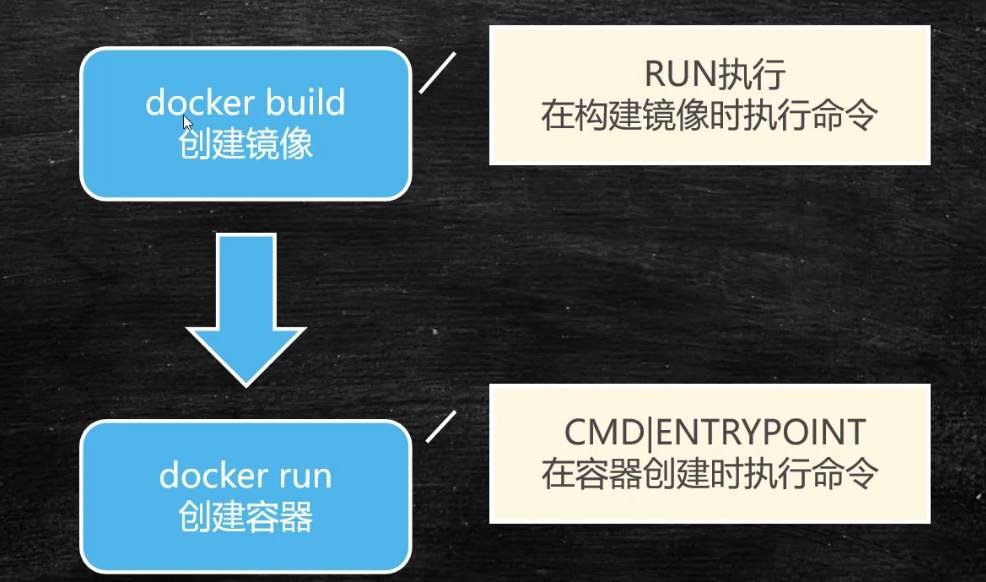 docker build
创建镜像
RUN执行
在构建镜像时执行命令
docker run
创建容器
CMD|ENTRYPOINT
在容器创建时执行命令